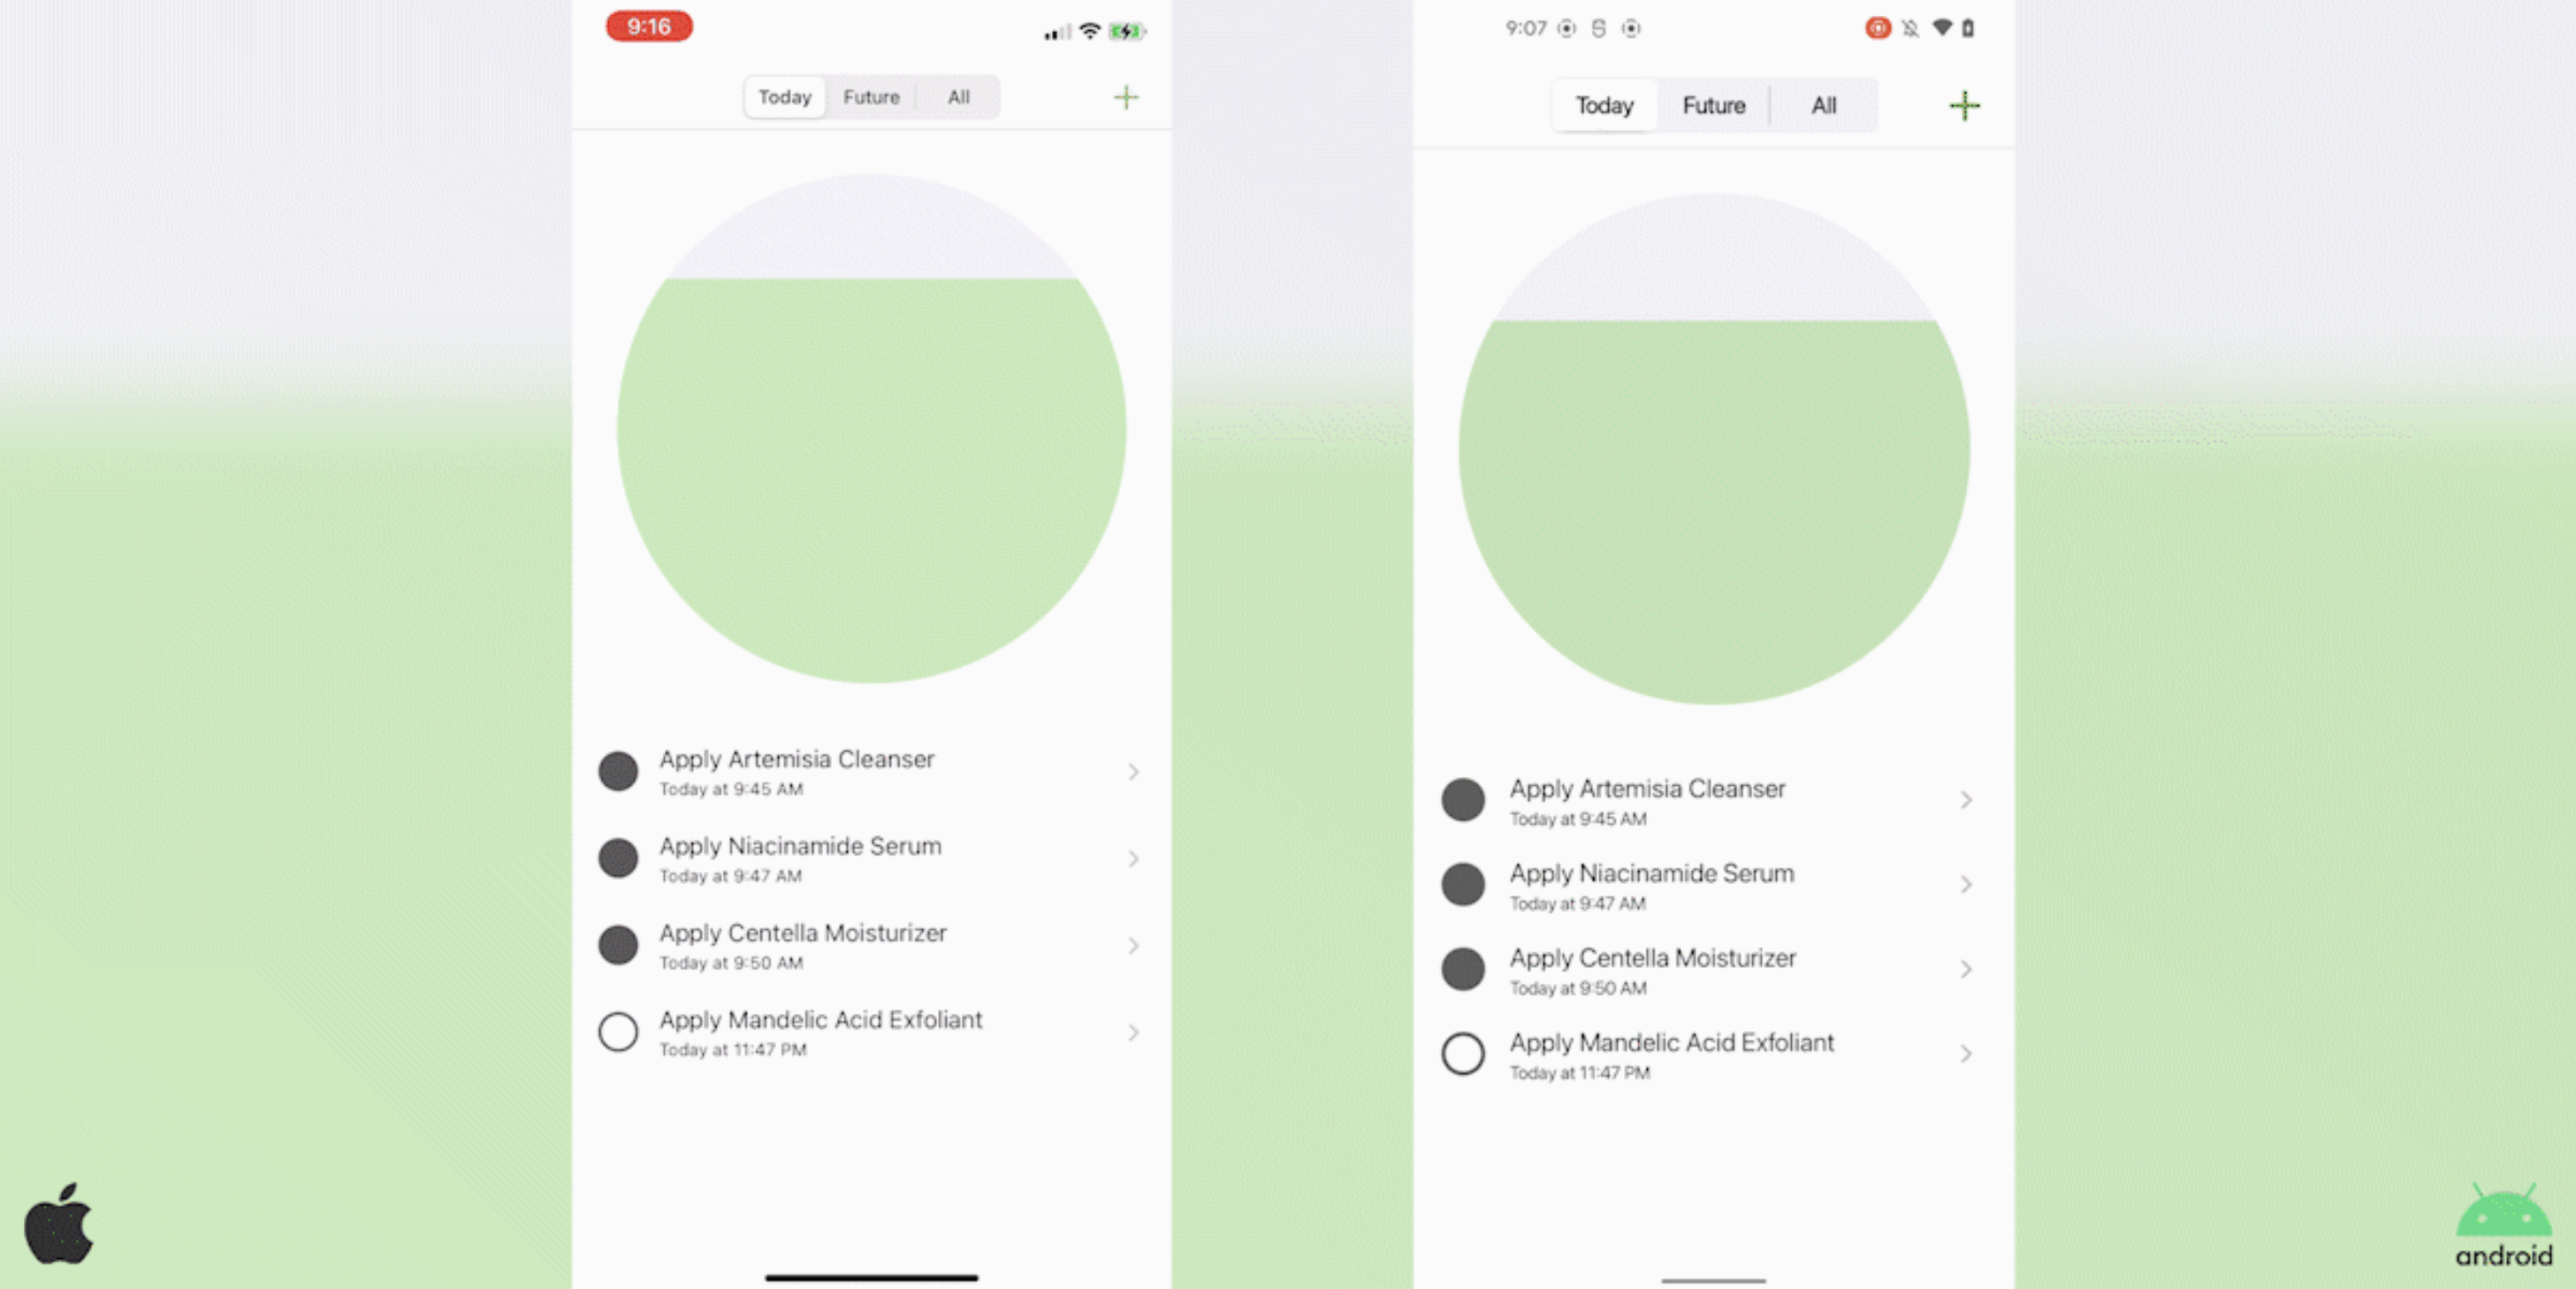 9:16
Today Future All
Apply Artemisia Cleanser
Today at 9:45 AM
Apply Niacinamide Serum
Today at 9:47 AM
Apply Centella Moisturizer
Today at 9:50 AM
Apply Mandelic Acid Exfoliant
Today at 11:47 PM
9:07
Today Future All
Apply Artemisia Cleanser
Today at 9:45 AM
Apply Niacinamide Serum
Today at 9:47 AM
Apply Centella Moisturizer
Today at 9:50 AM
Apply Mandelic Acid Exfoliant
Today at 11:47 PM
android